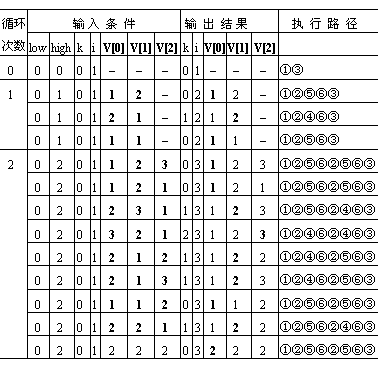 循环 输入条件 输出结果 执行路径
次数 low high k i V[0] V[1] V[2] k i V[0] V[1] V[2]
0 0 0 0 1 – – – 0 1 – – – ①③
1 0 1 0 1 1 2 – 0 2 1 2 – ①②⑤⑥③
0 1 0 1 2 1 – 1 2 1 2 – ①②④⑥③
0 1 0 1 1 1 – 0 2 1 1 – ①②⑤⑥③
2 0 2 0 1 1 2 3 0 3 1 2 3 ①②⑤⑥②⑤⑥③
0 2 0 1 1 2 1 0 3 1 2 1 ①②⑤⑥②⑤⑥③
0 2 0 1 2 3 1 1 3 1 2 3 ①②⑤⑥②④⑥③
0 2 0 1 3 2 1 2 3 1 2 3 ①②④⑥②④⑥③
0 2 0 1 2 1 2 1 3 1 2 2 ①②④⑥②⑤⑥③
0 2 0 1 2 1 3 1 3 1 2 3 ①②④⑥②⑤⑥③
0 2 0 1 1 1 2 0 3 1 1 2 ①②⑤⑥②⑤⑥③
0 2 0 1 2 2 1 1 3 1 2 2 ①②⑤⑥②④⑥③
0 2 0 1 2 2 2 0 3 2 2 2 ①②⑤⑥②⑤⑥③